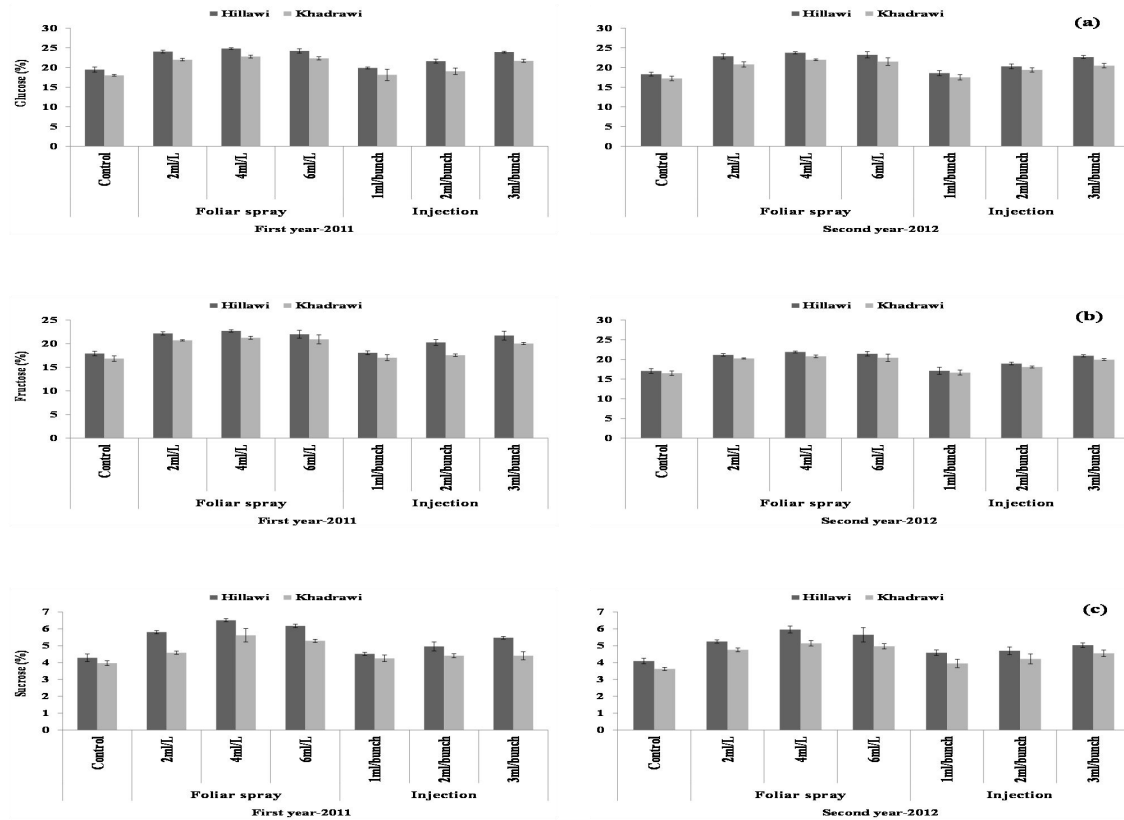 Hillawi Khadrawi
Glucose (%)
30
25
20
15
10
5
0
Control
2ml/L
4ml/L
6ml/L
1ml/bunch
2ml/bunch
3ml/bunch
Foliar spray
Injection
First year-2011
Hillawi Khadrawi
(a)
30
25
20
15
10
5
0
Control
2ml/L
4ml/L
6ml/L
1ml/bunch
2ml/bunch
3ml/bunch
Foliar spray
Injection
Second year-2012
Hillawi Khadrawi
Fructose (%)
25
20
15
10
5
0
Control
2ml/L
4ml/L
6ml/L
1ml/bunch
2ml/bunch
3ml/bunch
Foliar spray
Injection
First year-2011
Hillawi Khadrawi
(b)
30
25
20
15
10
5
0
Control
2ml/L
4ml/L
6ml/L
1ml/bunch
2ml/bunch
3ml/bunch
Foliar spray
Injection
Second year-2012
Hillawi Khadrawi
Sucrose (%)
7
6
5
4
3
2
1
0
Control
2ml/L
4ml/L
6ml/L
1ml/bunch
2ml/bunch
3ml/bunch
Foliar spray
Injection
First year-2011
Hillawi Khadrawi
(c)
7
6
5
4
3
2
1
0
Control
2ml/L
4ml/L
6ml/L
1ml/bunch
2ml/bunch
3ml/bunch
Foliar spray
Injection
Second year-2012